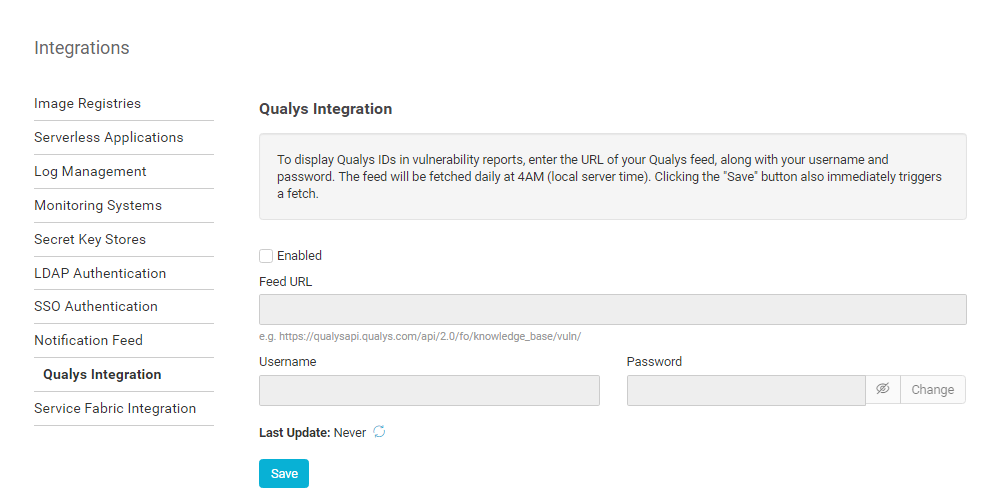 Integrations
Image Registries
Serverless Applications
Log Management
Monitoring Systems
Secret Key Stores
LDAP Authentication
SSO Authentication
Notification Feed
Qualys Integration
Service Fabric Integration
Qualys Integration
To display Qualys IDs in vulnerability reports, enter the URL of your Qualys feed, along with your username and
password. The feed will be fetched daily at 4AM (local server time). Clicking the "Save" button also immediately triggers
a fetch.
Enabled
Feed URL
e.g. https://qualysapi.qualys.com/api/2.0/fo/knowledge_base/vuln/
Username
Password
Change
Last Update: Never
Save